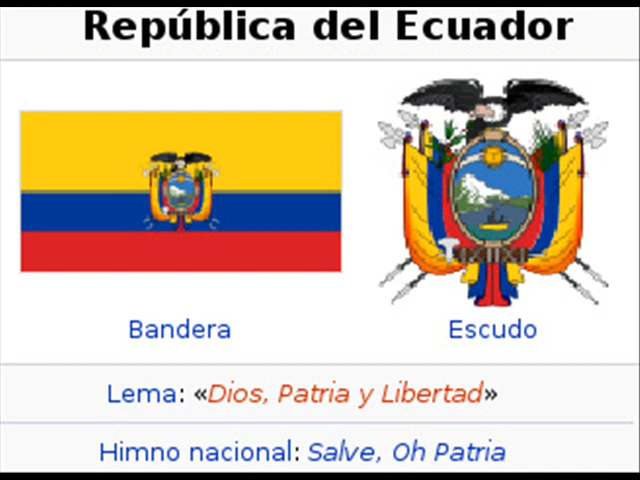 República del Ecuador
Bandera
Escudo
Lema: «Dios, Patria y Libertad»
Himno nacional: Salve, Oh Patria